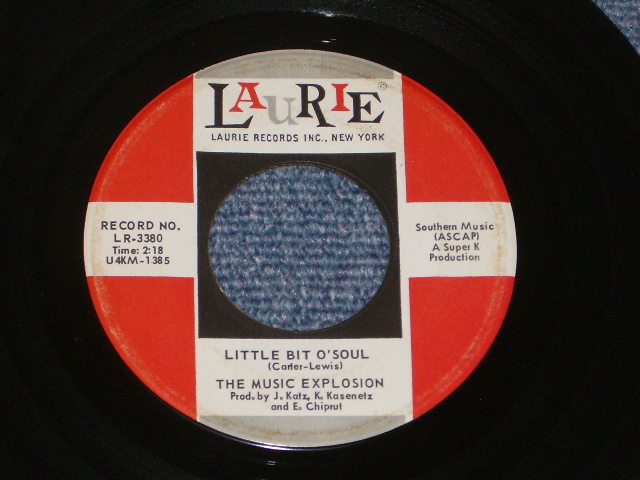 LAuRIE ©
LAURIE RECORDS INC., NEW YORK
RECORD NO.
LR-3380
Time: 2:18
U4KM-1385
Southern Music
(ASCAP)
A Super K
Production
LITTLE BIT O'SOUL
(Carter-Lewis)
THE MUSIC EXPLOSION
Prod. by J. Katz, K. Kasenetz
and E. Chiprut